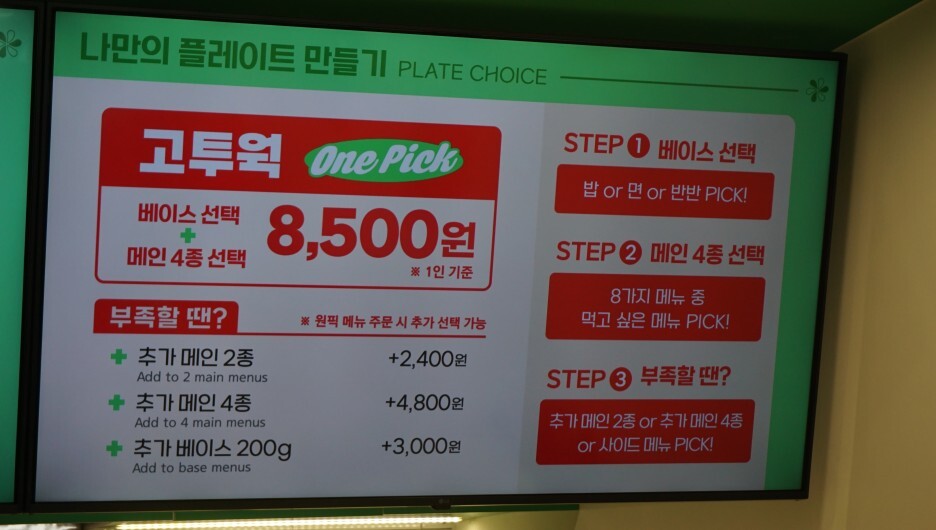 나만의 플레이트 만들기 PLATE CHOICE
고투웍 One Pick
베이스 선택
+
메인 4종 선택
8,500원
※ 1인 기준
부족할 땐?
※ 원픽 메뉴 주문 시 추가 선택 가능
+ 추가 메인 2종 +2,400원
Add to 2 main menus
+ 추가 메인 4종 +4,800원
Add to 4 main menus
+ 추가 베이스 200g +3,000원
Add to base menus
STEP 1 베이스 선택
밥 or 면 or 반반 PICK!
STEP 2 메인 4종 선택
8가지 메뉴 중
먹고 싶은 메뉴 PICK!
STEP 3 부족할 땐?
추가 메인 2종 or 추가 메인 4종
or 사이드 메뉴 PICK!